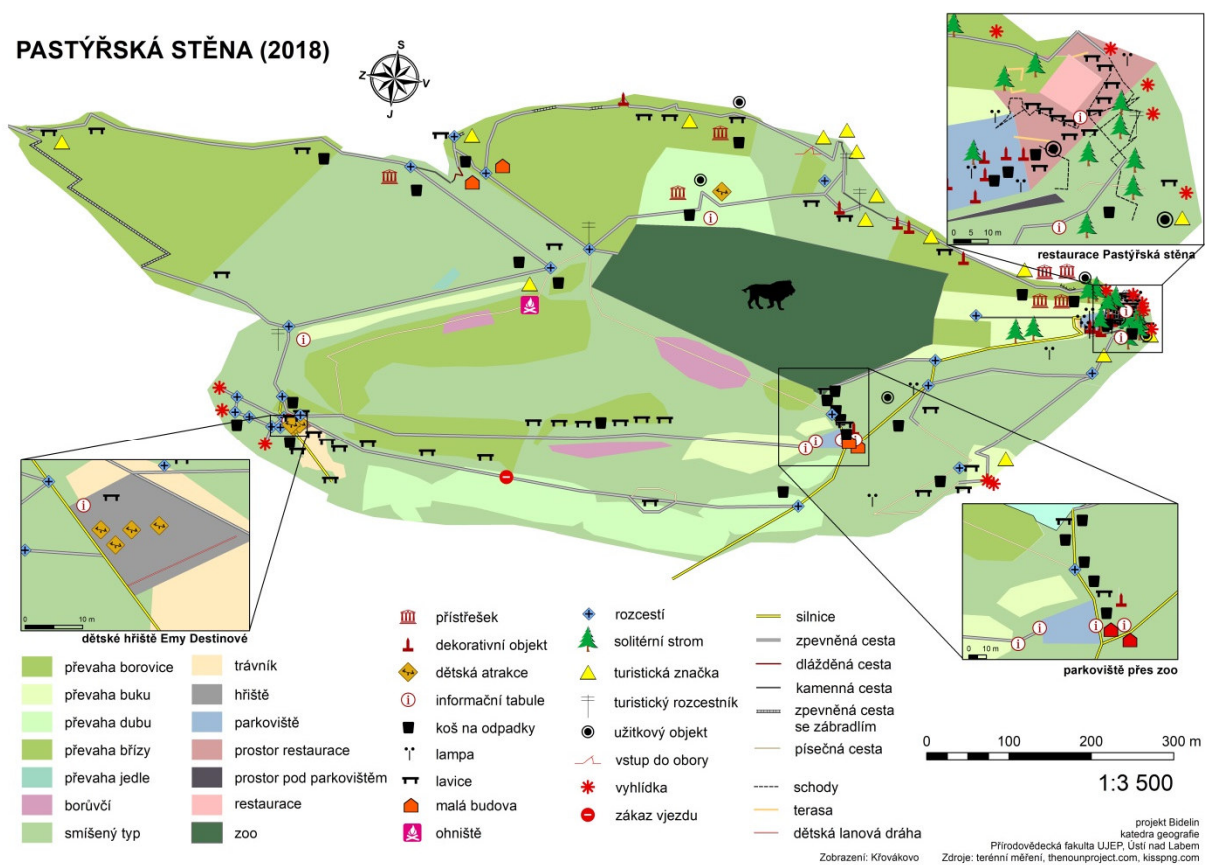 PASTÝŘSKÁ STĚNA (2018)
S
Z
V
J
0 5 10 m
restaurace Pastýřská stěna
10 m
dětské hřiště Emy Destinové
0 10 m
parkoviště přes zoo
převaha borovice
převaha buku
převaha dubu
převaha břízy
převaha jedle
borůvčí
smíšený typ
trávník
hřiště
parkoviště
prostor restaurace
prostor pod parkovištěm
restaurace
zoo
přístřešek
dekorativní objekt
dětská atrakce
informační tabule
koš na odpadky
lampa
lavice
malá budova
ohniště
rozcestí
solitérní strom
turistická značka
turistický rozcestník
užitkový objekt
vstup do obory
vyhlídka
zákaz vjezdu
silnice
zpevněná cesta
dlážděná cesta
kamenná cesta
zpevněná cesta
se zábradlím
písečná cesta
schody
terasa
dětská lanová dráha
0 100 200 300 m
1:3 500
projekt Bidelin
katedra geografie
Přírodovědecká fakulta UJEP, Ústí nad Labem
Zobrazení: Křovákovo Zdroje: terénní měření, thenounproject.com, kisspng.com